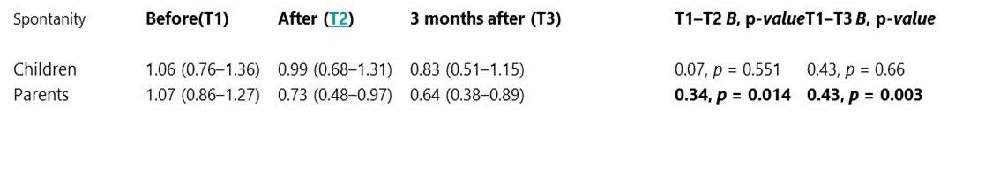 Spontanity Before(T1) After (T2) 3 months after (T3) T1–T2 B, p-valueT1–T3 B, p-value
Children 1.06 (0.76–1.36) 0.99 (0.68–1.31) 0.83 (0.51–1.15) 0.07, p = 0.551 0.43, p = 0.66
Parents 1.07 (0.86–1.27) 0.73 (0.48–0.97) 0.64 (0.38–0.89) 0.34, p = 0.014 0.43, p = 0.003